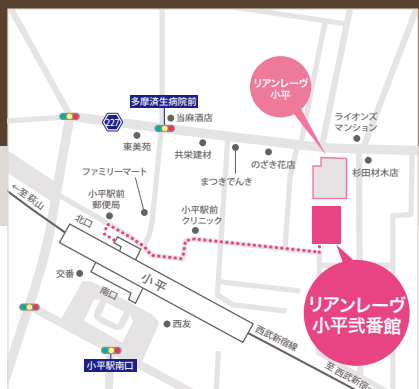 多摩済生病院前
227
当麻酒店
東美苑
共栄建材
まつきでんき
のざき花店
リアンレーヴ
小平
ライオンズ
マンション
杉田材木店
ファミリーマート
小平駅前
郵便局
小平駅前
クリニック
←至萩山
北口
小平
交番
南口
西友
小平駅南口
西武新宿線
至 西武新宿
リアンレーヴ
小平弐番館